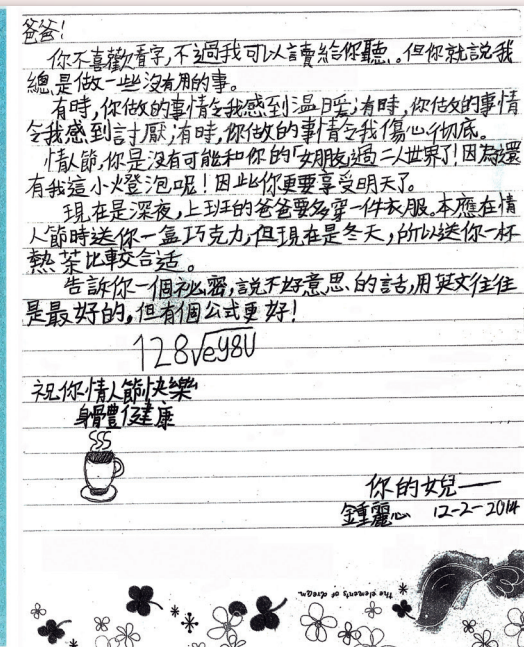 爸爸！
你不喜歡看字，不過我可以讀給你聽。但你就說我
總是做一些沒有用的事。
有時，你做的事情令我感到溫暖；有時，你做的事情
令我感到討厭；有時，你做的事情令我傷心彻底。
情人節，你是沒有可能和你的「女朋友」過二人世界了！因為還
有我這小燈泡呢！因此你更要享受明天了。
現在是深夜，上班的爸爸要多穿一件衣服。本應在情
人節時送你一盒巧克力，但現在是冬天，所以送你一杯
熱茶比較合适。
告訴你一個祕密，說不好意思的話，用英文往往
是最好的，但有個公式更好！
128√e980
祝你情人節快樂
身體健康
你的女兒——
鍾麗心 12-2-2014
the elements of dream